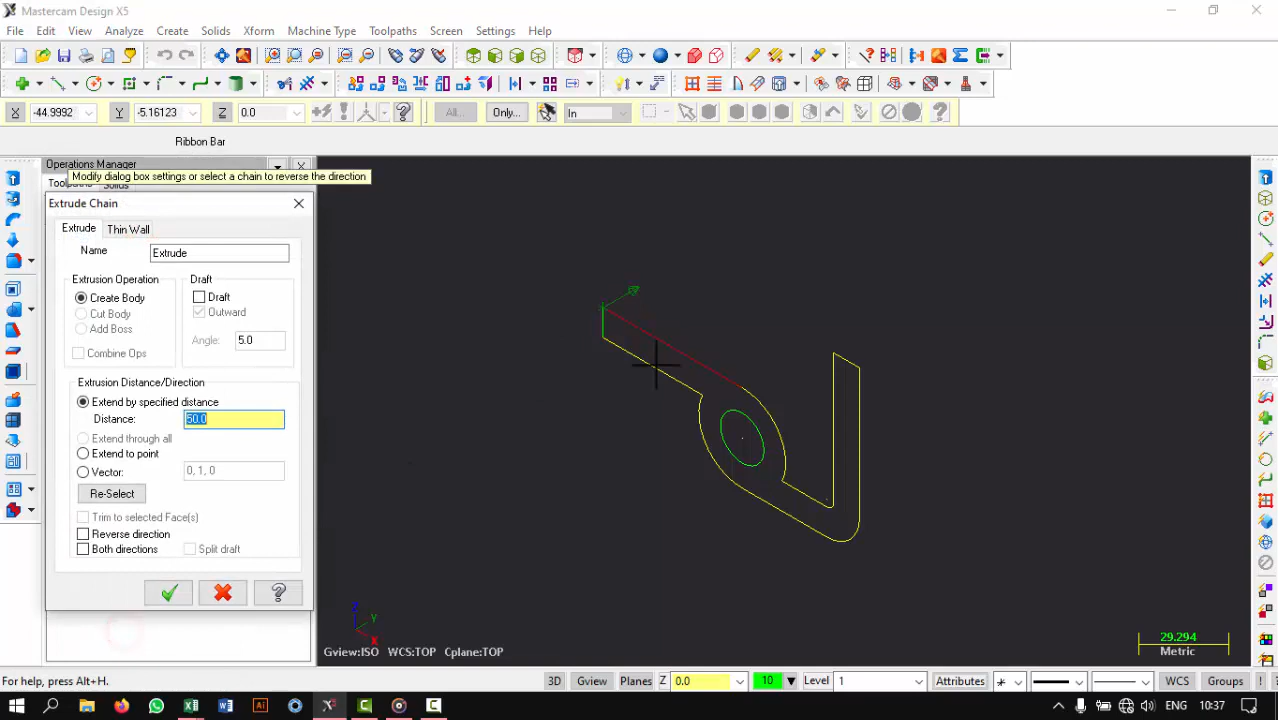 Mastercam Design X5
File Edit View Analyze Create Solids Xform Machine Type Toolpaths Screen Settings Help
X -44.9992 Y -5.16123 Z 0.0 All... Only... In
Ribbon Bar
Operations Manager
Modify dialog box settings or select a chain to reverse the direction
Toolpaths Solids
Extrude Chain
Extrude Thin Wall
Name Extrude
Extrusion Operation
Create Body
Cut Body
Add Boss
Combine Ops
Draft
Draft
Outward
Angle: 5.0
Extrusion Distance/Direction
Extend by specified distance
Distance: 50.0
Extend through all
Extend to point
Vector: 0, 1, 0
Re-Select
Trim to selected Face(s)
Reverse direction
Both directions Split draft
Z Y X
Gview:ISO WCS:TOP Cplane:TOP
29.294
Metric
For help, press Alt+H. 3D Gview Planes Z 0.0 10 Level 1 Attributes WCS Groups ! ?
ENG 10:37